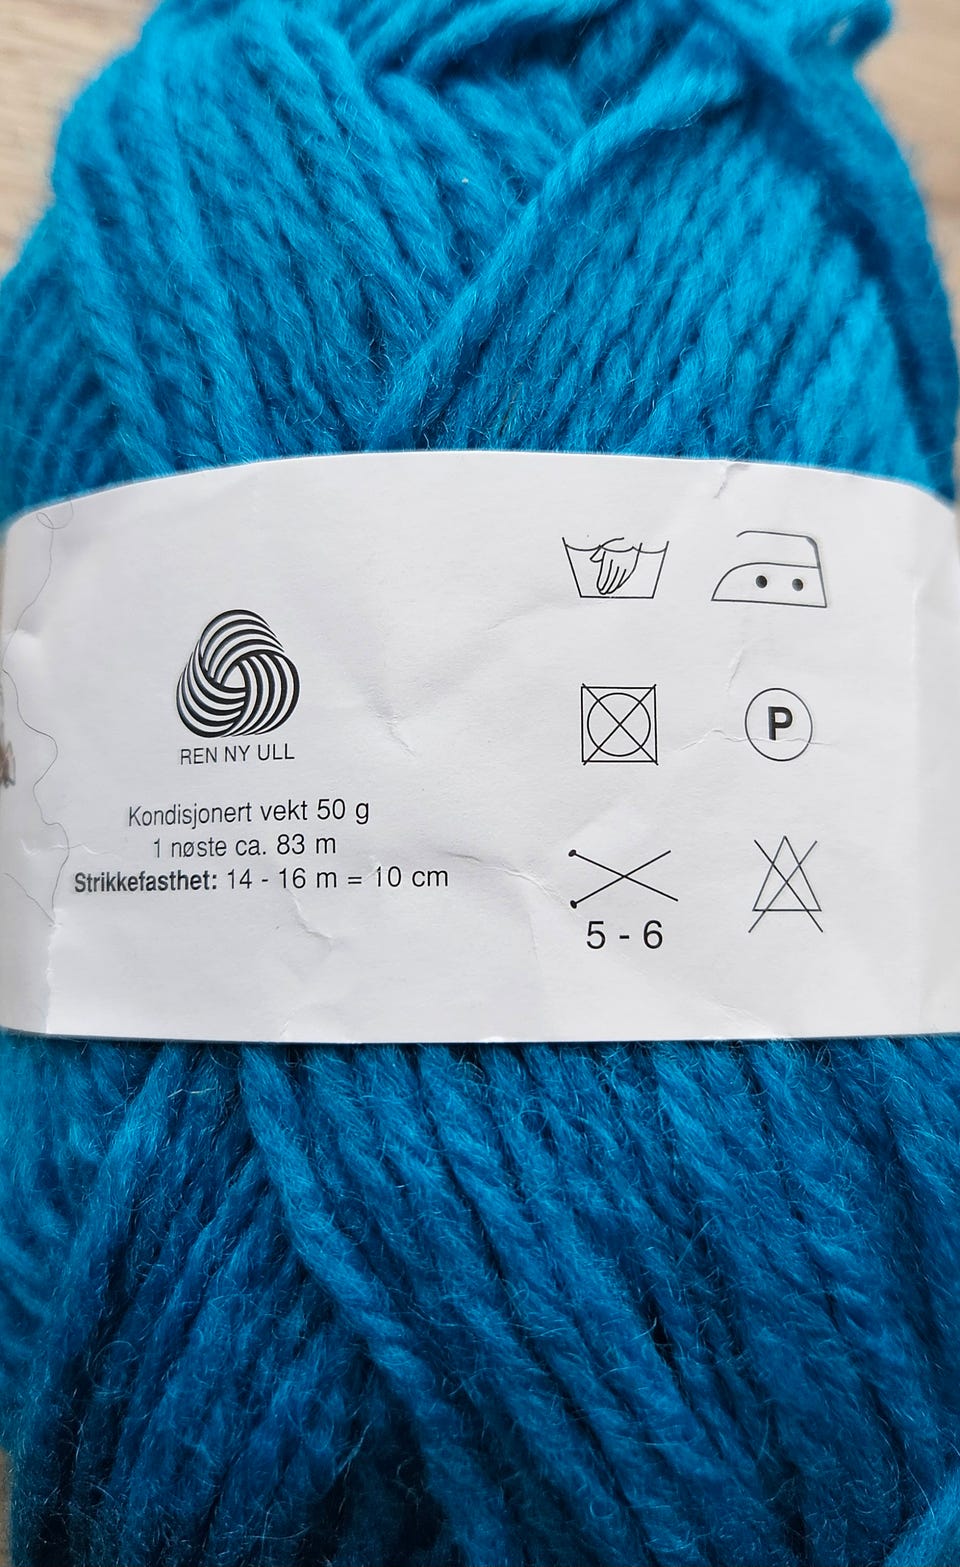 REN NY ULL
Kondisjonert vekt 50 g
1 nøste ca. 83 m
Strikkefasthet: 14 - 16 m = 10 cm
P
5 - 6